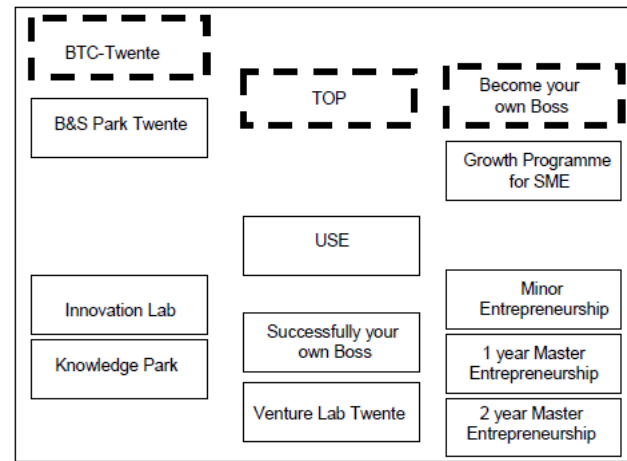 BTC-Twente
B&S Park Twente
Innovation Lab
Knowledge Park
TOP
USE
Successfully your
own Boss
Venture Lab Twente
Become your
own Boss
Growth Programme
for SME
Minor
Entrepreneurship
1 year Master
Entrepreneurship
2 year Master
Entrepreneurship